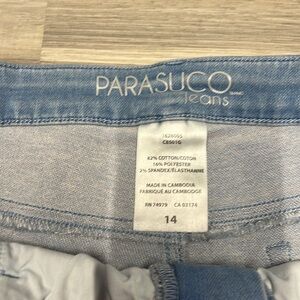 PARASUCO
Jeans
C8501G
82% COTTON/COTON
16% POLYESTER
2% SPANDEX/ÉLASTHANNE
MADE IN CAMBODIA
FABRIQUÉ AU CAMBODGE
RN 74979 CA 03174
14